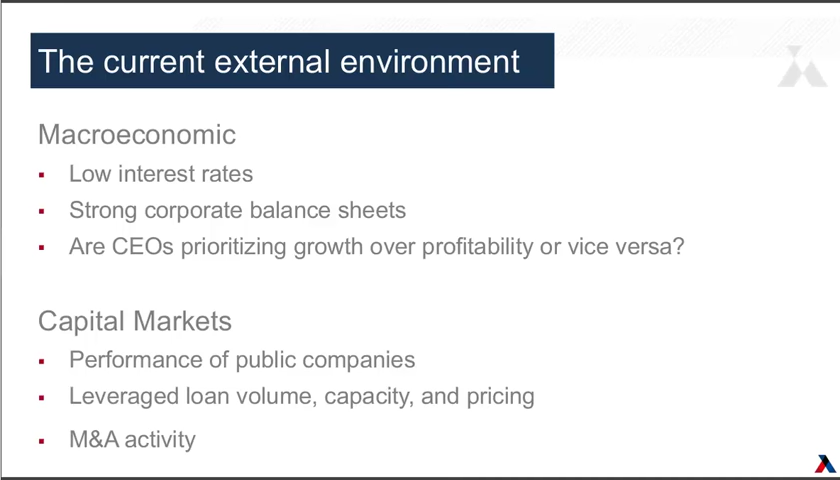 The current external environment
Macroeconomic
Low interest rates
Strong corporate balance sheets
Are CEOs prioritizing growth over profitability or vice versa?
Capital Markets
Performance of public companies
Leveraged loan volume, capacity, and pricing
M&A activity